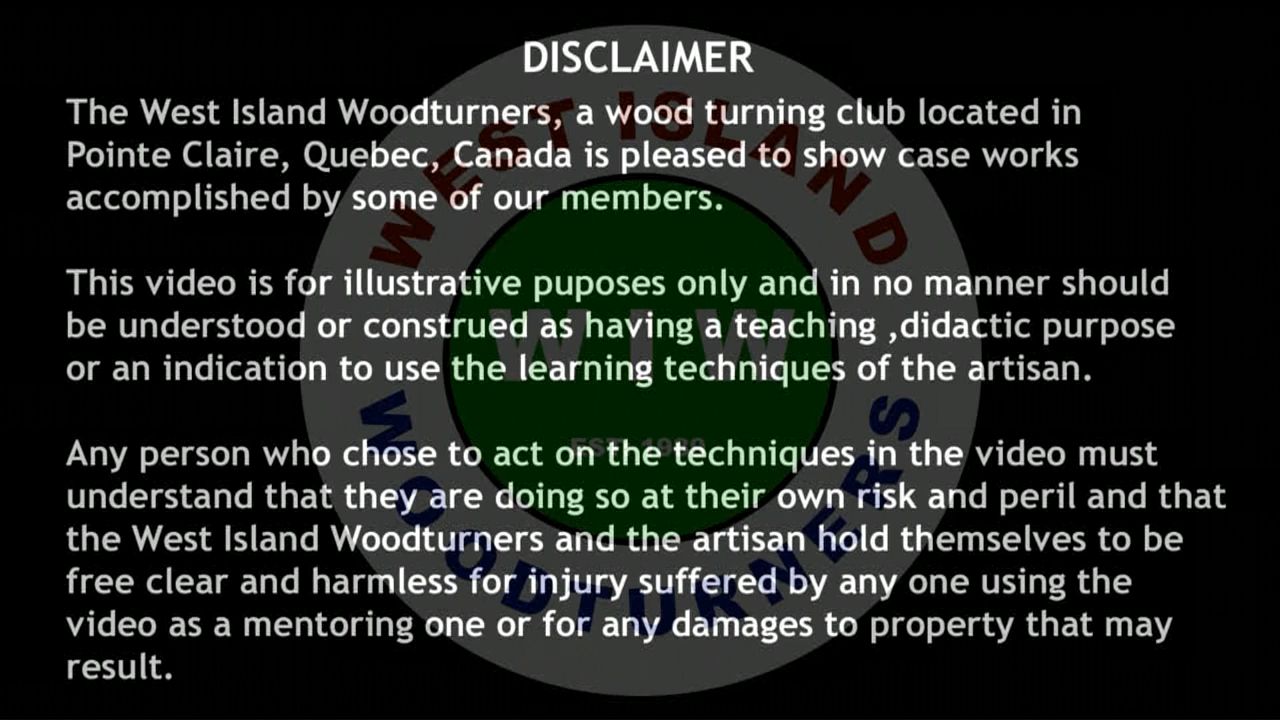 DISCLAIMER
The West Island Woodturners, a wood turning club located in
Pointe Claire, Quebec, Canada is pleased to show case works
accomplished by some of our members.
This video is for illustrative puposes only and in no manner should
be understood or construed as having a teaching ,didactic purpose
or an indication to use the learning techniques of the artisan.
Any person who chose to act on the techniques in the video must
understand that they are doing so at their own risk and peril and that
the West Island Woodturners and the artisan hold themselves to be
free clear and harmless for injury suffered by any one using the
video as a mentoring one or for any damages to property that may
result.
WEST ISLAND
WIW
WOODTURNERS